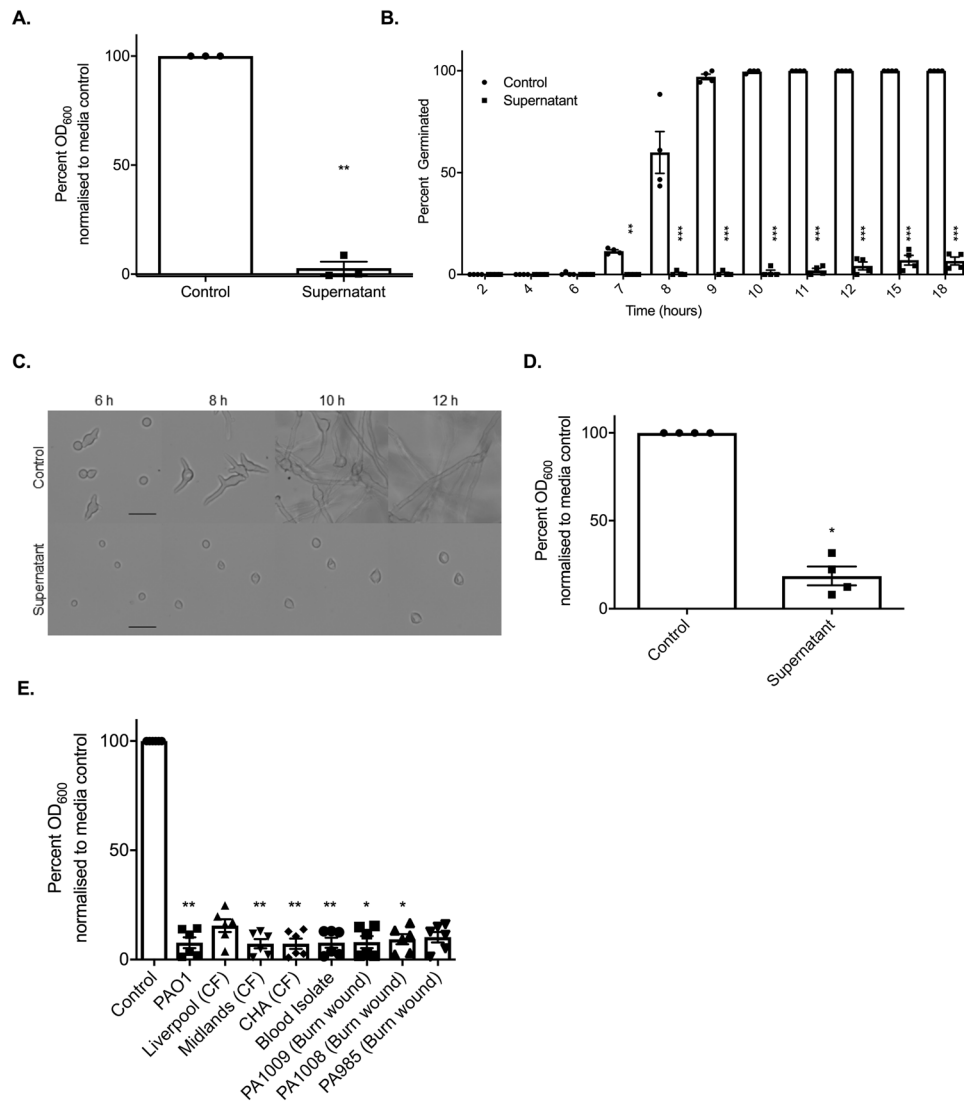 A.
Percent OD600
normalised to media control
100
50
0
Control
Supernatant
**
B.
Percent Germinated
100
50
0
Control
Supernatant
**
***
***
***
***
***
***
***
2
4
6
7
8
9
10
11
12
15
18
Time (hours)
C.
6 h
8 h
10 h
12 h
Control
Supernatant
D.
Percent OD600
normalised to media control
100
50
0
*
Control
Supernatant
E.
Percent OD600
normalised to media control
100
50
0
**
**
**
**
*
*
Control
PAO1
Liverpool (CF)
Midlands (CF)
CHA (CF)
Blood Isolate
PA1009 (Burn wound)
PA1008 (Burn wound)
PA985 (Burn wound)